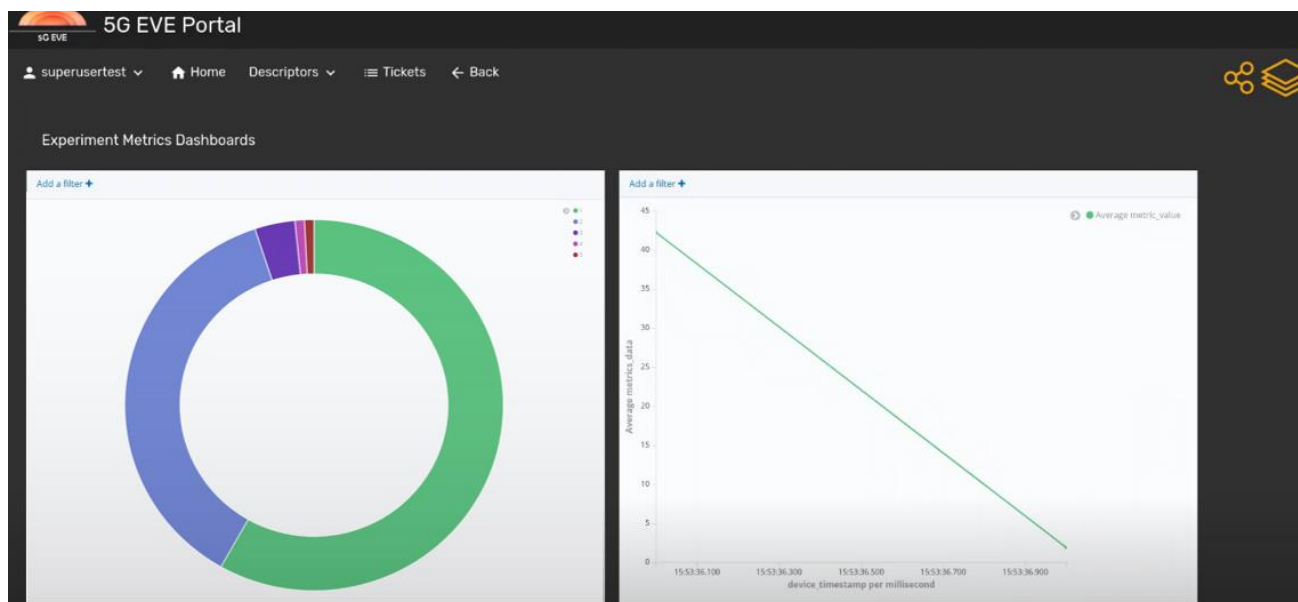 5G EVE Portal
5G EVE
superusertest Home Descriptors Tickets Back
Experiment Metrics Dashboards
Add a filter +
1
2
Add a filter +
Average metric_value
45
40
35
30
25
20
15
10
5
0
Average metrics_data
15:53:36.100 15:53:36.300 15:53:36.500 15:53:36.700 15:53:36.900
device_timestamp per millisecond